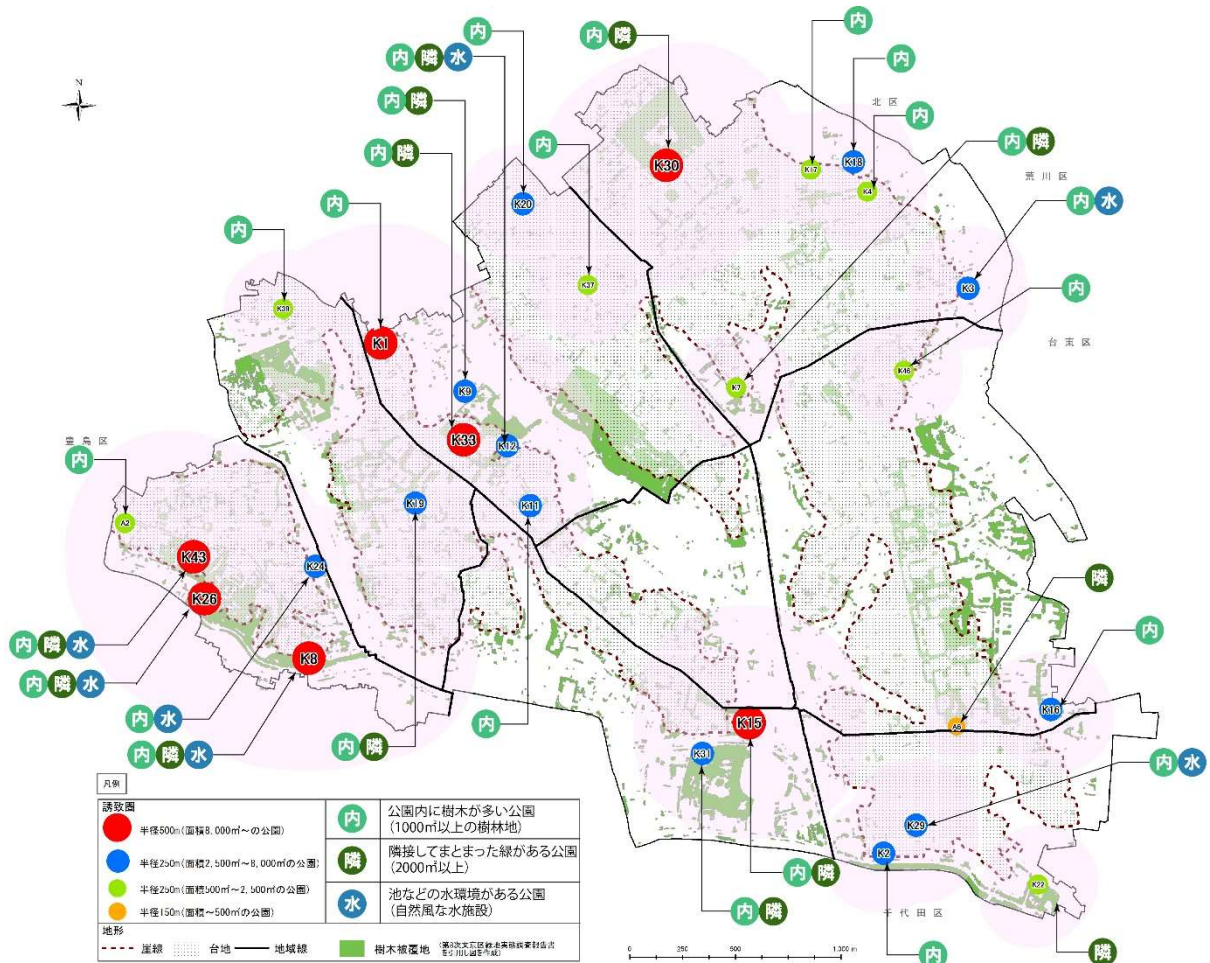 内
内 隣
内
内 隣 水
内
内 隣
内
内 隣
内
内 隣
内
内
内 水
内
N
北 区
荒 川 区
台 東 区
豊 島 区
千 代 田 区
K30
K17
K18
K4
K20
K37
K3
K39
K1
K46
K9
K7
K33
K12
K19
K11
A2
K43
K24
K26
K8
K15
K16
A6
K31
K29
K2
K22
内
隣
内
内 隣 水
内 隣 水
内 水
内 隣 水
内 隣
内
内 水
内 隣
内 隣
内
隣
凡例
誘致圏
半径500m(面積8,000㎡～の公園)
半径250m(面積2,500㎡～8,000㎡の公園)
半径250m(面積500㎡～2,500㎡の公園)
半径150m(面積～500㎡の公園)
内 公園内に樹木が多い公園
(1000㎡以上の樹林地)
隣 隣接してまとまった緑がある公園
(2000㎡以上)
水 池などの水環境がある公園
(自然風な水施設)
地形
崖線 台地 地域線 樹木被覆地
0 250 500 1,000 m